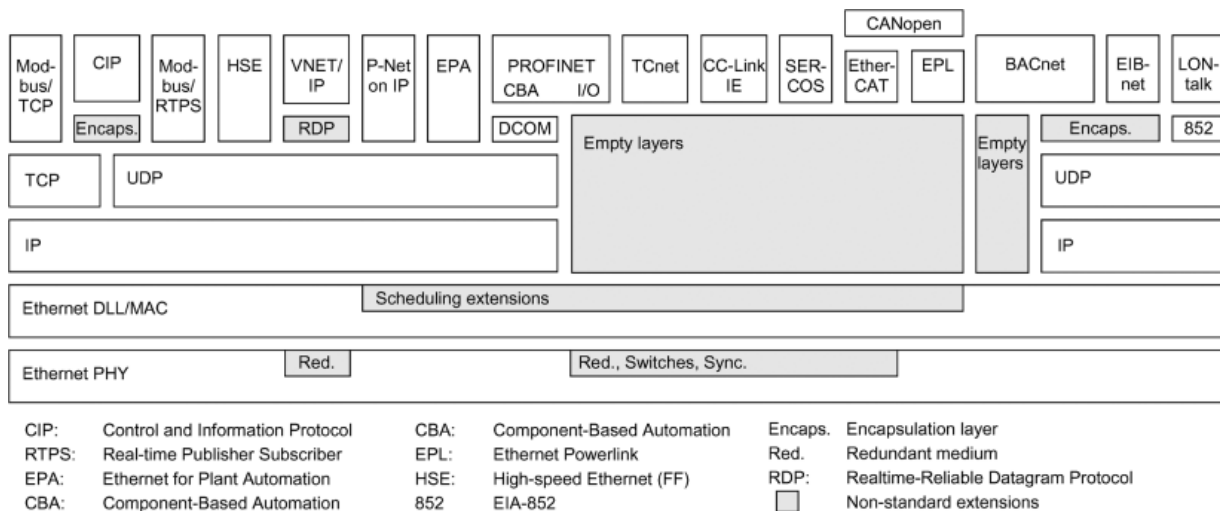 CANopen
Mod-
bus/
TCP
CIP
Mod-
bus/
RTPS
HSE
VNET/
IP
P-Net
on IP
EPA
PROFINET
CBA I/O
TCnet
CC-Link
IE
SER-
COS
Ether-
CAT
EPL
BACnet
EIB-
net
LON-
talk
Encaps.
RDP
DCOM
Empty layers
Empty
layers
Encaps.
852
TCP
UDP
UDP
IP
IP
Scheduling extensions
Ethernet DLL/MAC
Red.
Red., Switches, Sync.
Ethernet PHY
CIP: Control and Information Protocol CBA: Component-Based Automation Encaps. Encapsulation layer
RTPS: Real-time Publisher Subscriber EPL: Ethernet Powerlink Red. Redundant medium
EPA: Ethernet for Plant Automation HSE: High-speed Ethernet (FF) RDP: Realtime-Reliable Datagram Protocol
CBA: Component-Based Automation 852 EIA-852 Non-standard extensions